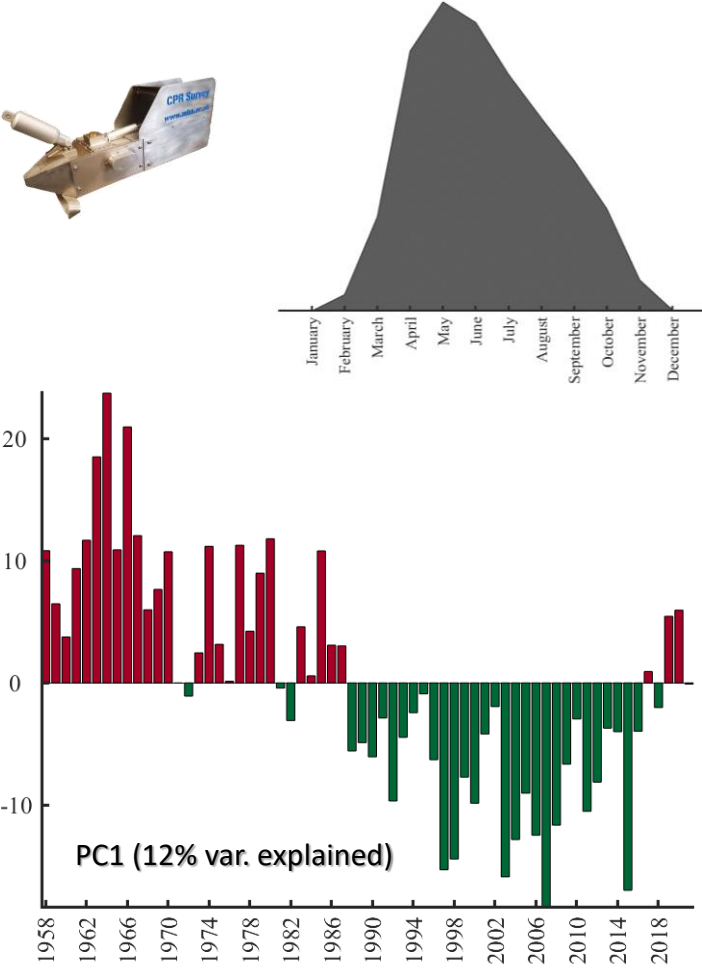 CPR Survey
January
February
March
April
May
June
July
August
September
October
November
December
20
10
0
-10
PC1 (12% var. explained)
1958
1962
1966
1970
1974
1978
1982
1986
1990
1994
1998
2002
2006
2010
2014
2018